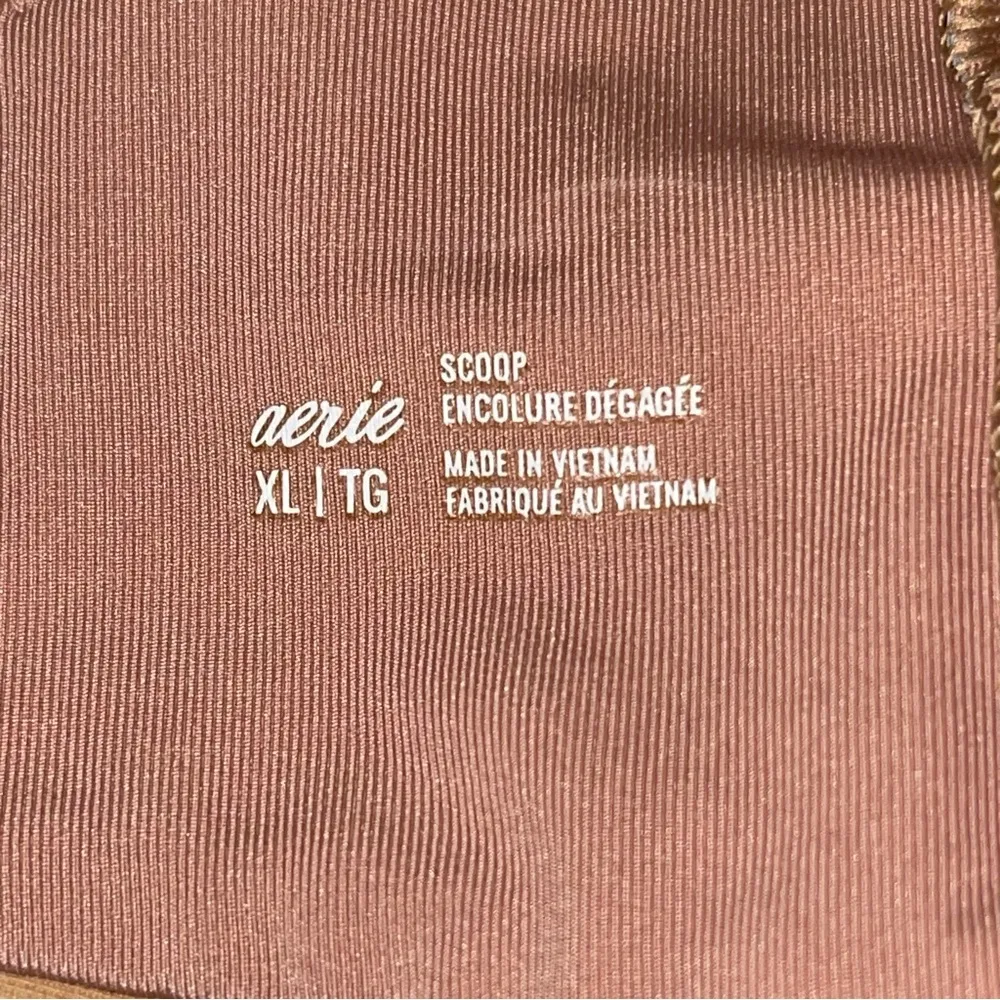 aerie
XL | TG
SCOOP
ENCOLURE DÉGAGÉE
MADE IN VIETNAM
FABRIQUÉ AU VIETNAM